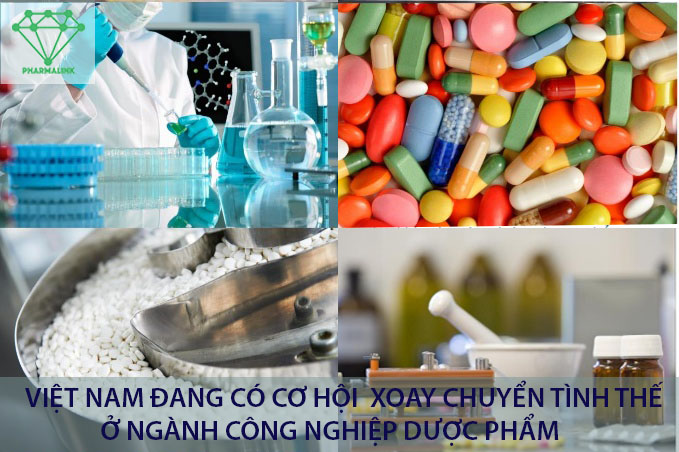 PHARMALINK
VIỆT NAM ĐANG CÓ CƠ HỘI XOAY CHUYỂN TÌNH THẾ
Ở NGÀNH CÔNG NGHIỆP DƯỢC PHẨM